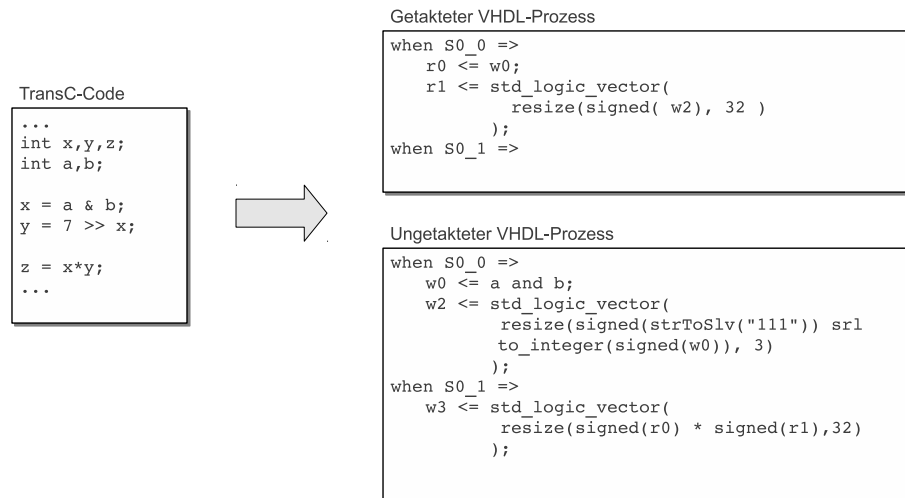 TransC-Code
...
int x,y,z;
int a,b;
x = a & b;
y = 7 >> x;
z = x*y;
...
Getakteter VHDL-Prozess
when S0_0 =>
r0 <= w0;
r1 <= std_logic_vector(
resize(signed( w2), 32 )
);
when S0_1 =>
Ungetakteter VHDL-Prozess
when S0_0 =>
w0 <= a and b;
w2 <= std_logic_vector(
resize(signed(strToSlv("111")) srl
to_integer(signed(w0)), 3)
);
when S0_1 =>
w3 <= std_logic_vector(
resize(signed(r0) * signed(r1),32)
);